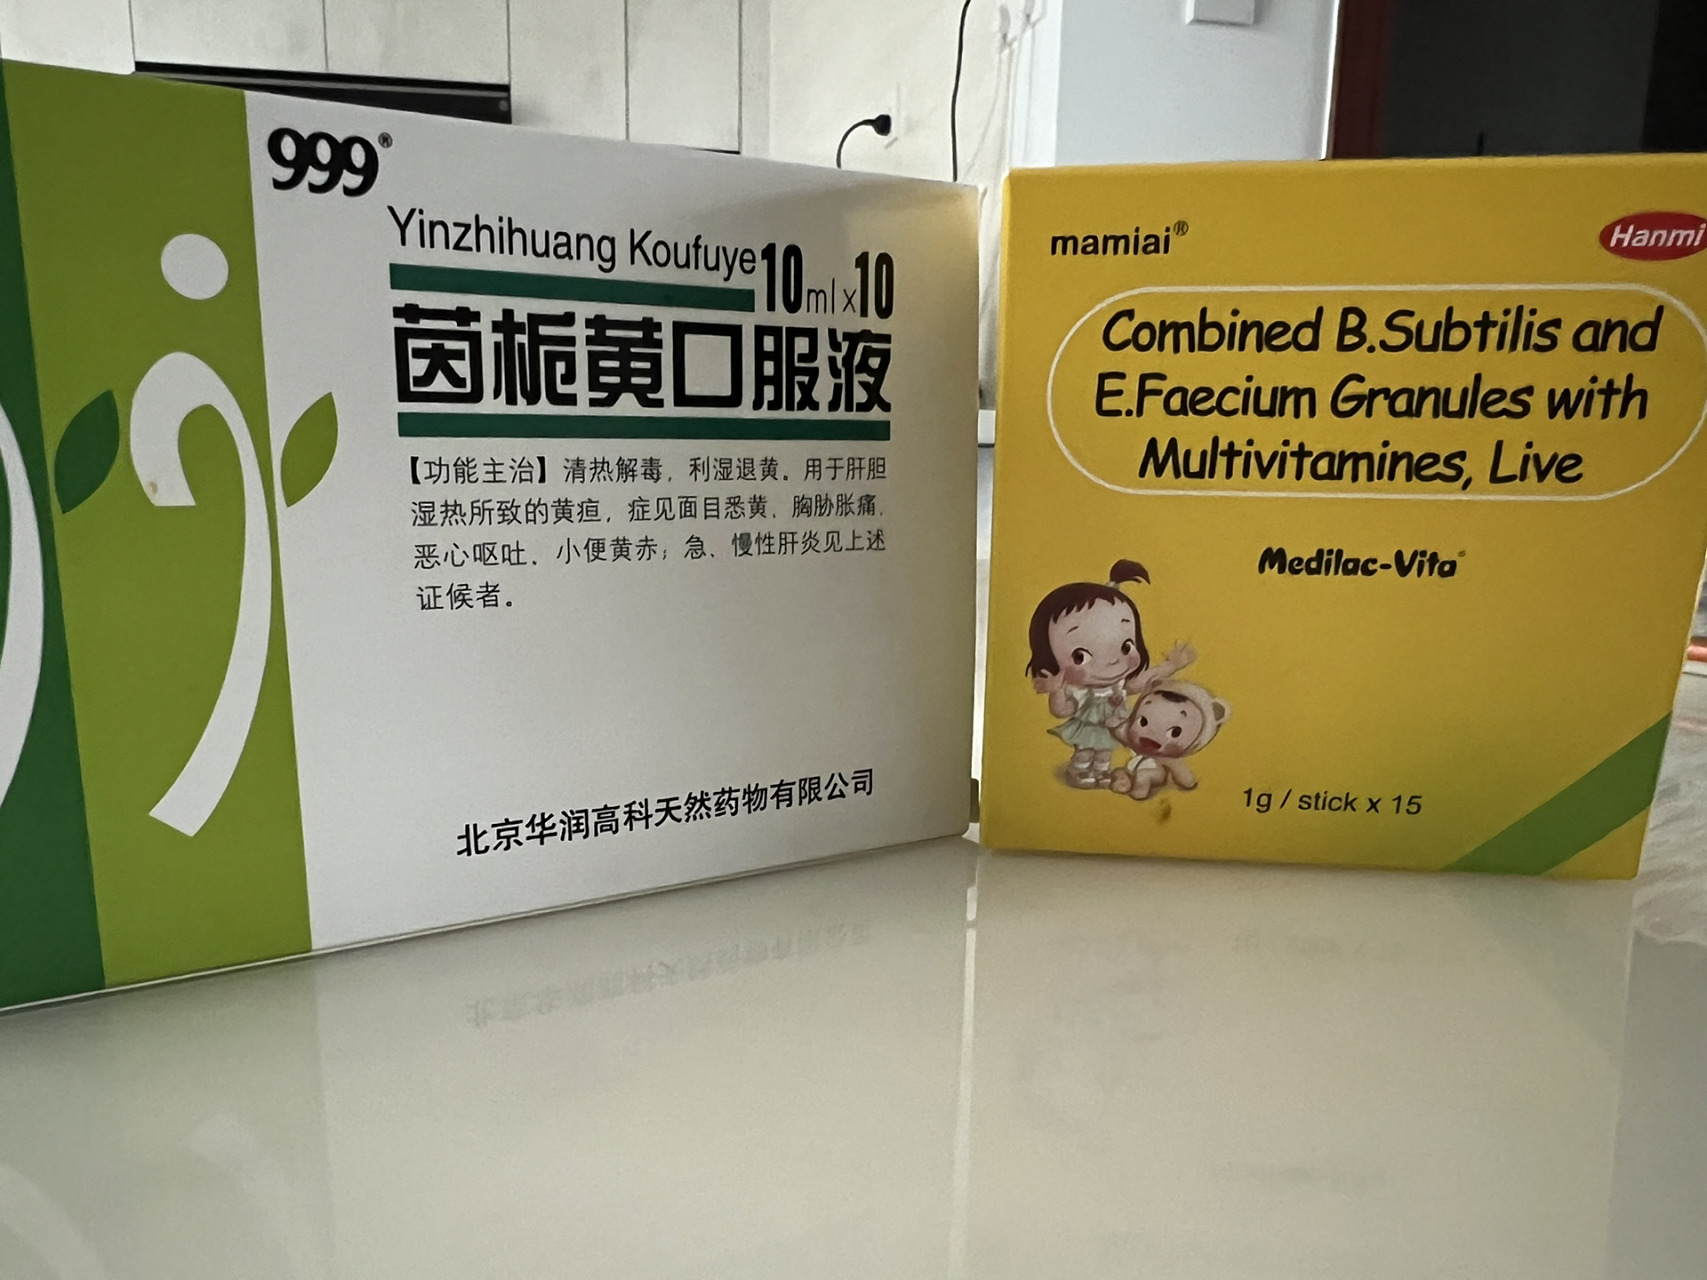 999®
Yinzhihuang Koufuye
10ml×10
茵栀黄口服液
【功能主治】清热解毒，利湿退黄。用于肝胆
湿热所致的黄疸，症见面目悉黄、胸胁胀痛、
恶心呕吐、小便黄赤；急、慢性肝炎见上述
证候者。
北京华润高科天然药物有限公司
mamiai®
Hanmi
Combined B.Subtilis and
E.Faecium Granules with
Multivitamines, Live
Medilac-Vita®
1g / stick x 15